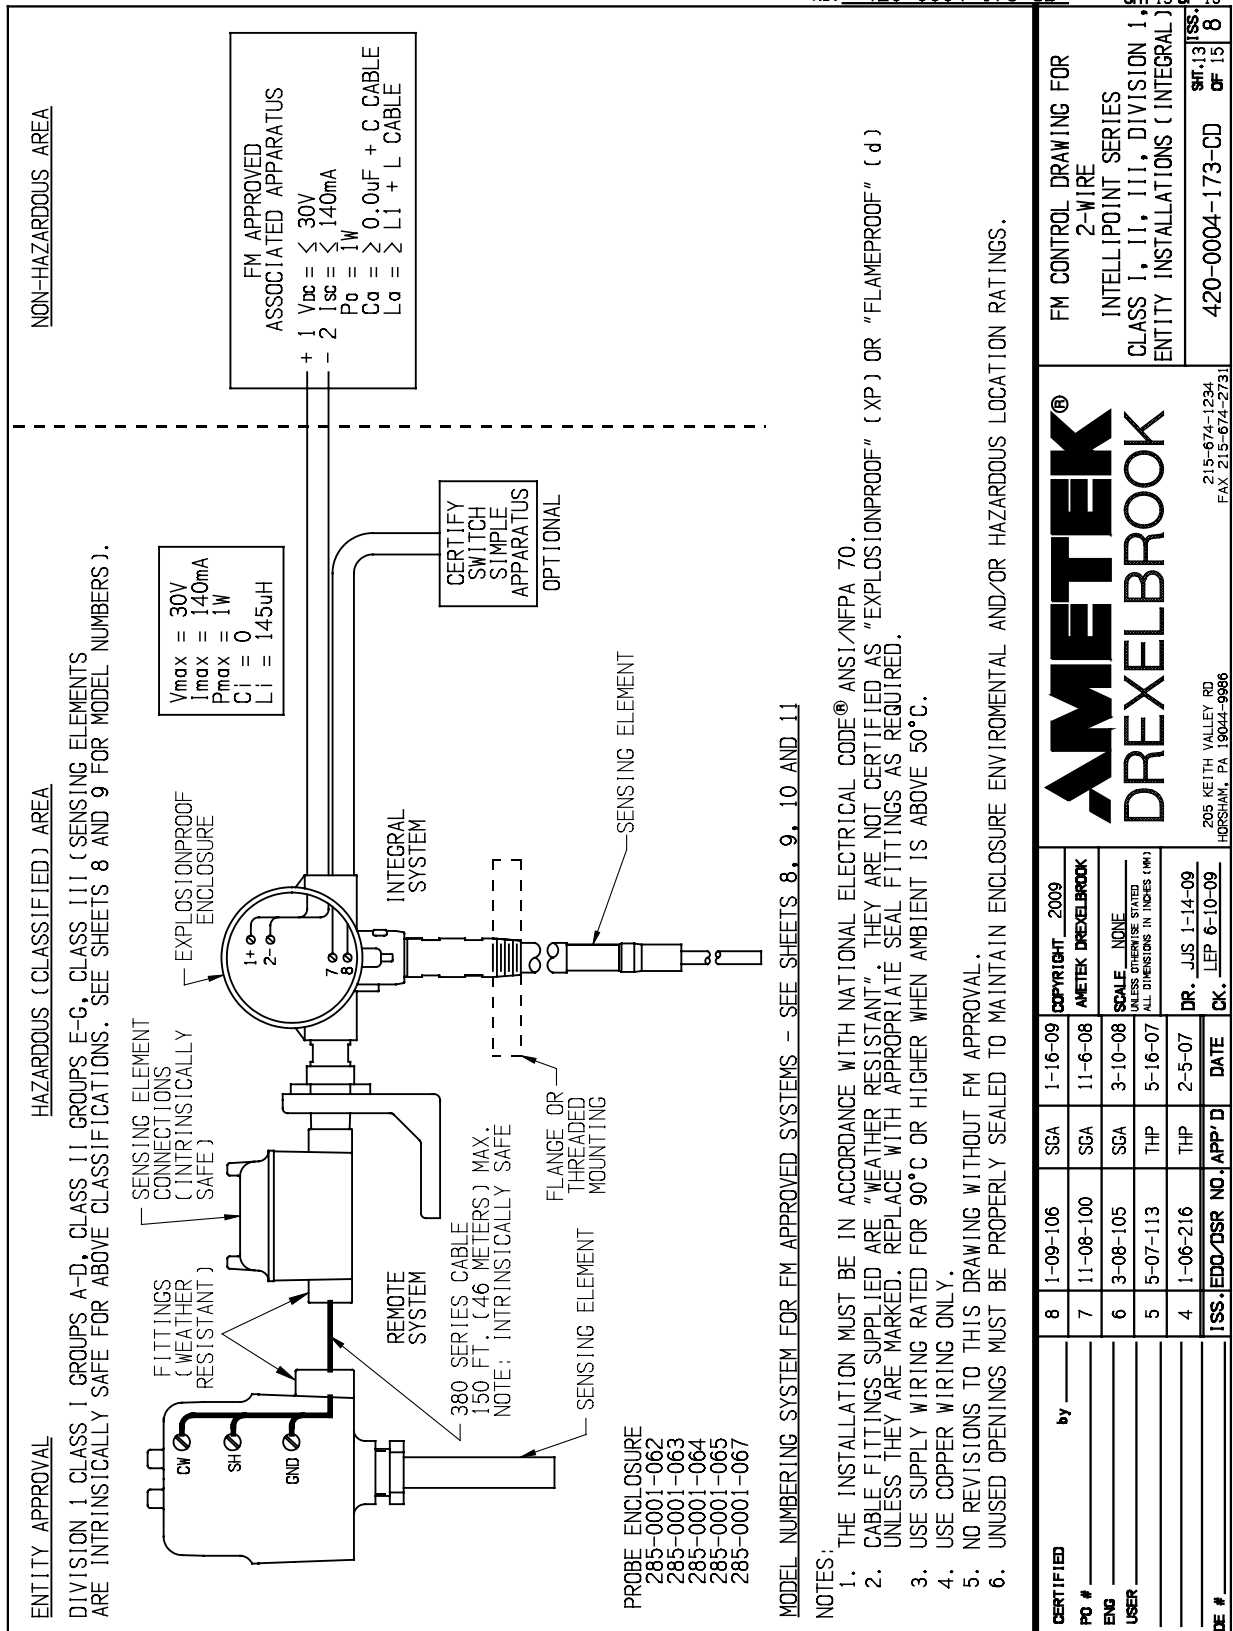 ENTITY APPROVAL
HAZARDOUS (CLASSIFIED) AREA
NON-HAZARDOUS AREA
DIVISION 1 CLASS I GROUPS A-D, CLASS II GROUPS E-G, CLASS III (SENSING ELEMENTS
ARE INTRINSICALLY SAFE FOR ABOVE CLASSIFICATIONS. SEE SHEETS 8 AND 9 FOR MODEL NUMBERS).
SENSING ELEMENT
CONNECTIONS
(INTRINSICALLY
SAFE)
FITTINGS
(WEATHER
RESISTANT)
EXPLOSIONPROOF
ENCLOSURE
Vmax = 30V
Imax = 140mA
Pmax = 1W
Ci = 0
Li = 145uH
FM APPROVED
ASSOCIATED APPARATUS
+ 1 Voc = ≤ 30V
- 2 Isc = ≤ 140mA
Po = 1W
Ca = ≥ 0.0uF + C CABLE
La = ≥ Li + L CABLE
CW
SH
GND
1+
2-
7
8
REMOTE
SYSTEM
INTEGRAL
SYSTEM
CERTIFY
SWITCH
SIMPLE
APPARATUS
OPTIONAL
380 SERIES CABLE
150 FT. (46 METERS) MAX.
NOTE: INTRINSICALLY SAFE
FLANGE OR
THREADED
MOUNTING
SENSING ELEMENT
SENSING ELEMENT
PROBE ENCLOSURE
285-0001-062
285-0001-063
285-0001-064
285-0001-065
285-0001-067
MODEL NUMBERING SYSTEM FOR FM APPROVED SYSTEMS - SEE SHEETS 8, 9, 10 AND 11
NOTES:
1. THE INSTALLATION MUST BE IN ACCORDANCE WITH NATIONAL ELECTRICAL CODE® ANSI/NFPA 70.
2. CABLE FITTINGS SUPPLIED ARE "WEATHER RESISTANT". THEY ARE NOT CERTIFIED AS "EXPLOSIONPROOF" (XP) OR "FLAMEPROOF" (d)
UNLESS THEY ARE MARKED. REPLACE WITH APPROPRIATE SEAL FITTINGS AS REQUIRED.
3. USE SUPPLY WIRING RATED FOR 90°C OR HIGHER WHEN AMBIENT IS ABOVE 50°C.
4. USE COPPER WIRING ONLY.
5. NO REVISIONS TO THIS DRAWING WITHOUT FM APPROVAL.
6. UNUSED OPENINGS MUST BE PROPERLY SEALED TO MAINTAIN ENCLOSURE ENVIROMENTAL AND/OR HAZARDOUS LOCATION RATINGS.
CERTIFIED by
PO #
ENG
USER
DE #
8 1-09-106 SGA 1-16-09
7 11-08-100 SGA 11-6-08
6 3-08-105 SGA 3-10-08
5 5-07-113 THP 5-16-07
4 1-06-216 THP 2-5-07
ISS. EDO/DSR NO. APP'D DATE
COPYRIGHT 2009
AMETEK DREXELBROOK
SCALE NONE
UNLESS OTHERWISE STATED
ALL DIMENSIONS IN INCHES (MM)
DR. JJS 1-14-09
CK. LEP 6-10-09
AMETEK®
DREXELBROOK
205 KEITH VALLEY RD
HORSHAM, PA 19044-9986
215-674-1234
FAX 215-674-2731
FM CONTROL DRAWING FOR
2-WIRE
INTELLIPOINT SERIES
CLASS I, II, III, DIVISION 1,
ENTITY INSTALLATIONS (INTEGRAL)
420-0004-173-CD
SHT.13
OF 15
ISS.
8